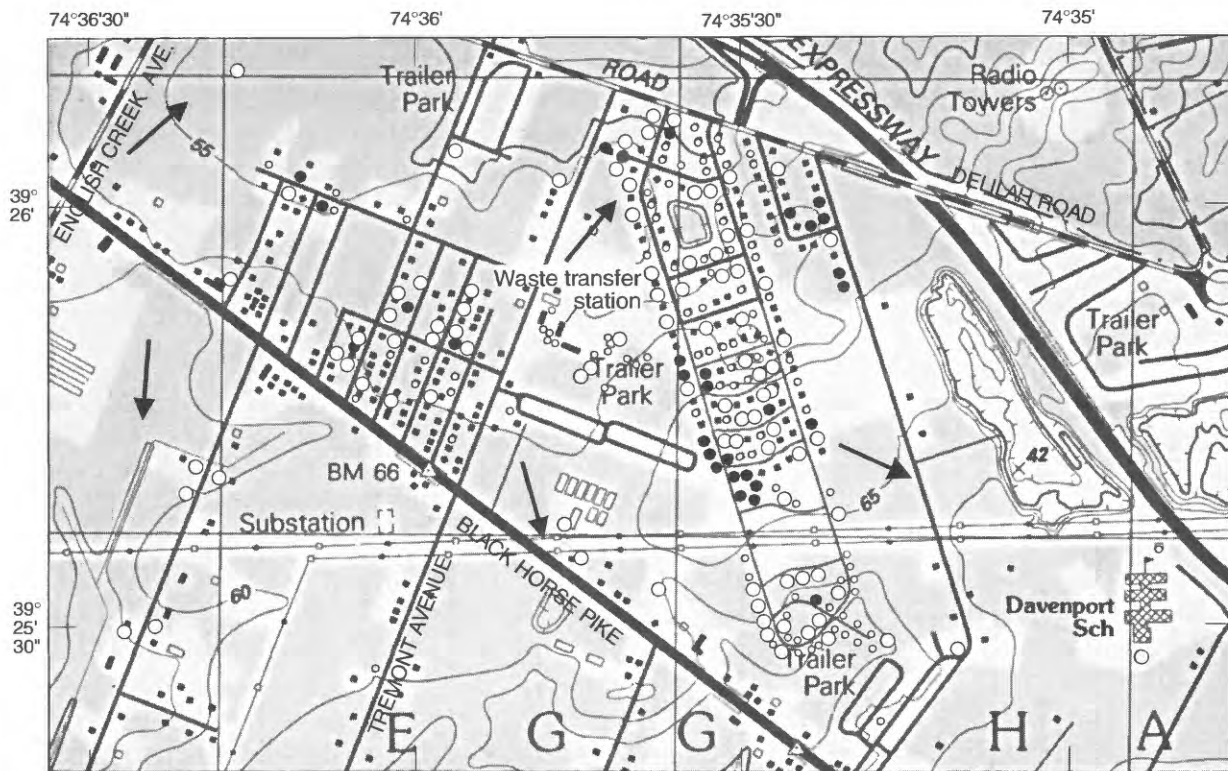 74°36'30"
74°36'
74°35'30"
74°35'
ENGLISH CREEK AVE.
Trailer
Park
ROAD
EXPRESSWAY
Radio
Towers
55
39°
26'
DELILAH ROAD
Waste transfer
station
Trailer
Park
Trailer
Park
42
BM 66
65
Substation
BLACK HORSE PIKE
6
60
TREMONT AVENUE
39°
25'
30"
Davenport
Sch
Trailer
Park
E G G H A